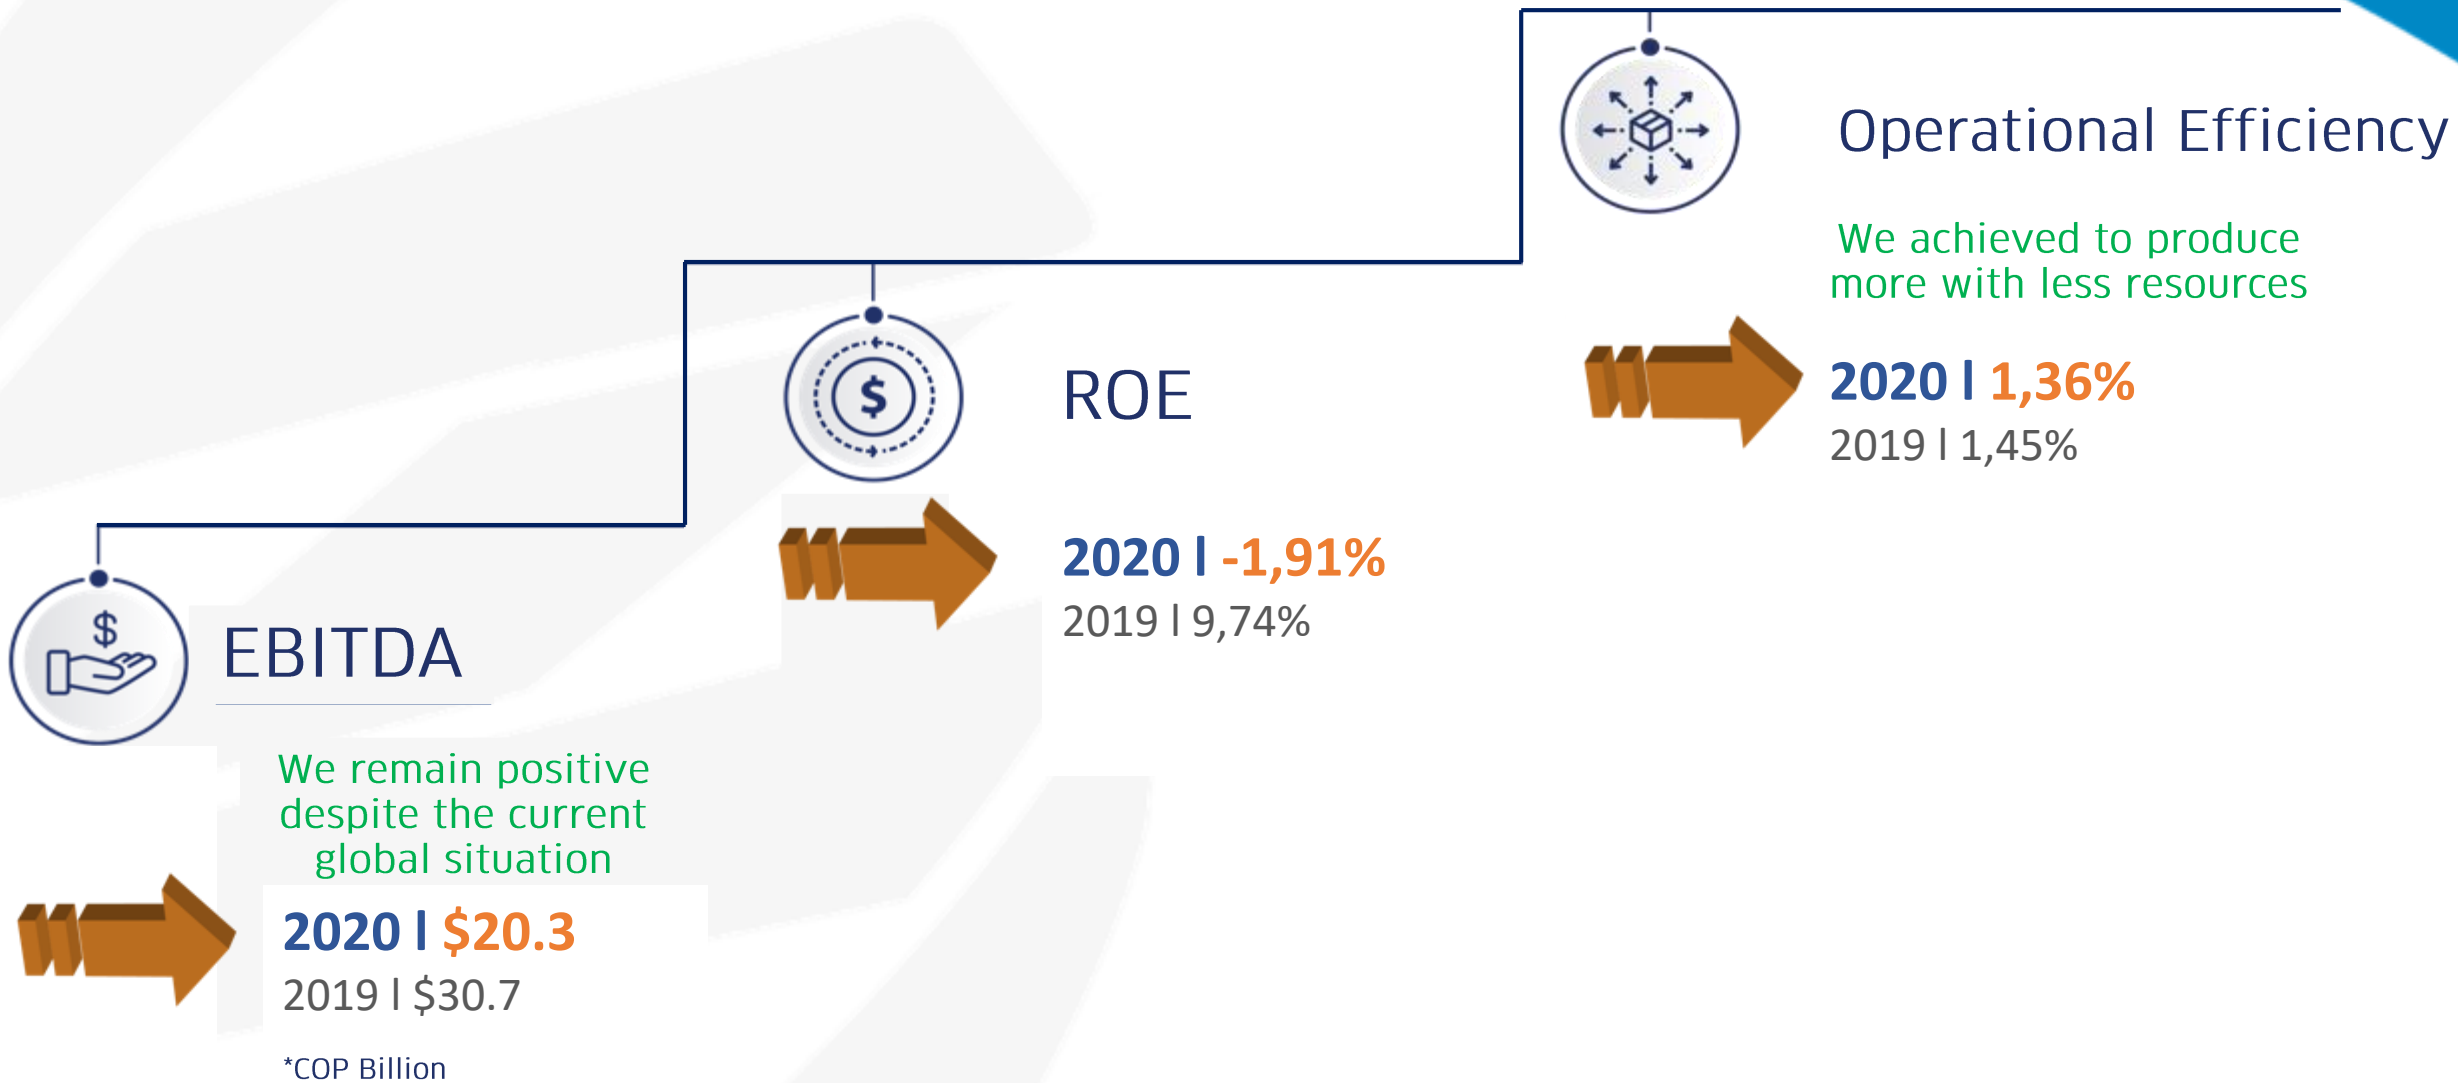 Operational Efficiency
We achieved to produce
more with less resources
2020 l 1,36%
2019 l 1,45%
ROE
2020 l -1,91%
2019 l 9,74%
EBITDA
We remain positive
despite the current
global situation
2020 l $20.3
2019 l $30.7
*COP Billion